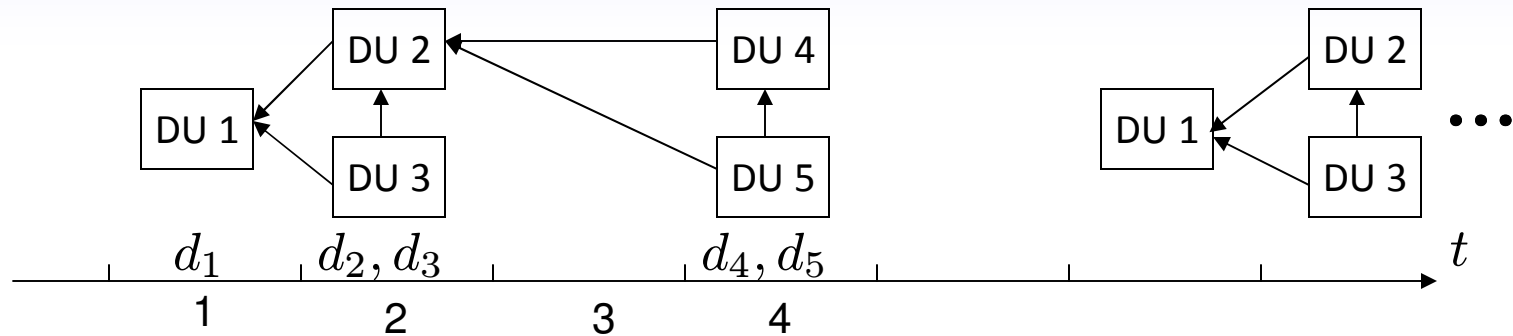 DU 2 DU 4 DU 2
DU 1 DU 1 ...
DU 3 DU 5 DU 3
d₁ d₂, d₃ d₄, d₅ t
1 2 3 4